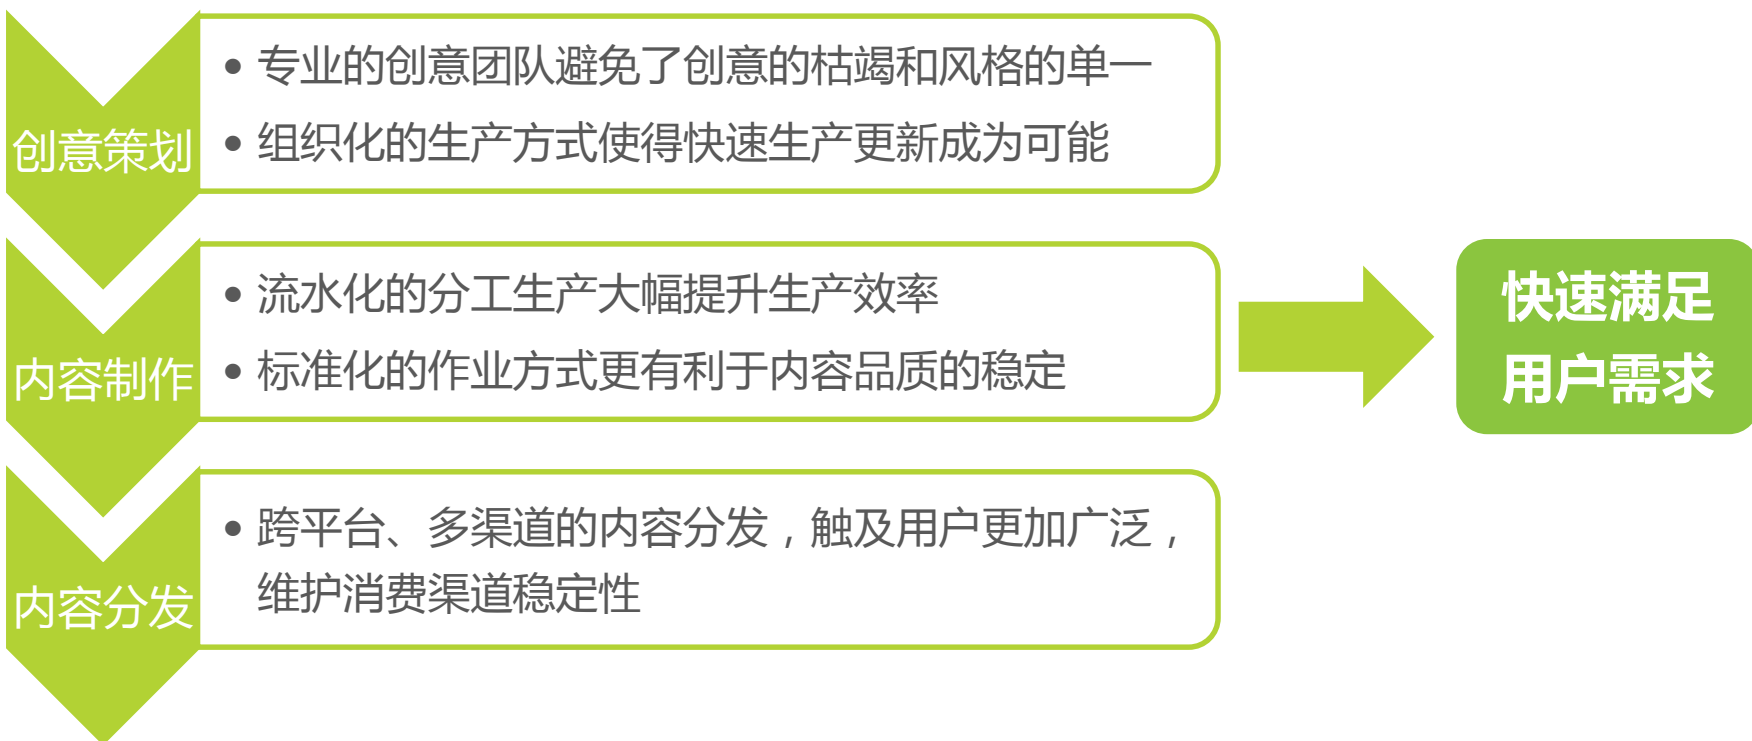 创意策划
• 专业的创意团队避免了创意的枯竭和风格的单一
• 组织化的生产方式使得快速生产更新成为可能
内容制作
• 流水化的分工生产大幅提升生产效率
• 标准化的作业方式更有利于内容品质的稳定
内容分发
• 跨平台、多渠道的内容分发，触及用户更加广泛，
维护消费渠道稳定性
快速满足
用户需求